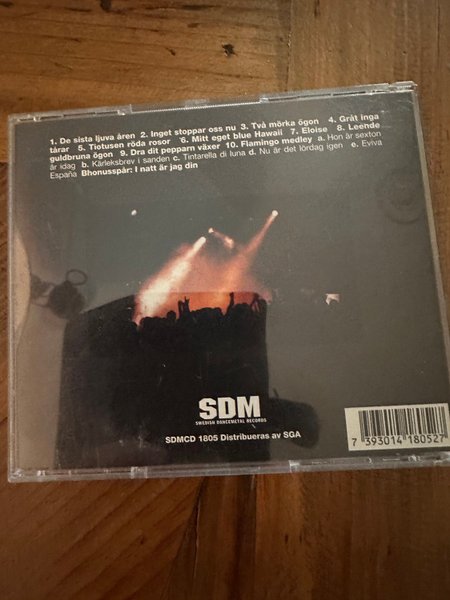 1. De sista ljuva åren 2. Inget stoppar oss nu 3. Två mörka ögon 4. Gråt inga
tårar 5. Tiotusen röda rosor 6. Mitt eget blue Hawaii 7. Eloise 8. Leende
guldbruna ögon 9. Dra dit pepparn växer 10. Flamingo medley a. Hon är sexton
år idag b. Kärleksbrev i sanden c. Tintarella di luna d. Nu är det lördag igen e. Eviva
España Bhonusspår: I natt är jag din
SDM
SWEDISH DANCEMETAL RECORDS
SDMCD 1805 Distribueras av SGA
7 393014 180527